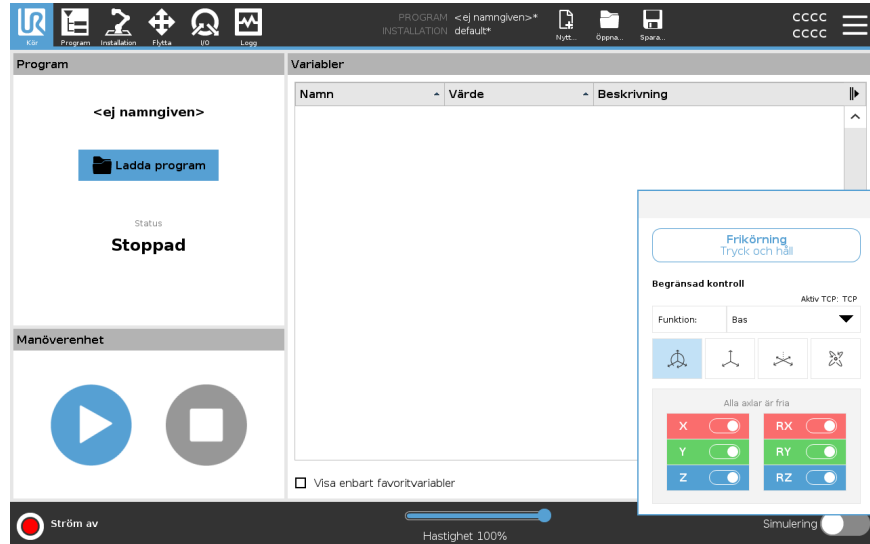 UR
Kör
Program
Installation
Flytta
I/O
Logg
PROGRAM <ej namngiven>*
INSTALLATION default*
Nytt...
Öppna...
Spara...
cccc
cccc
Program
<ej namngiven>
Ladda program
Status
Stoppad
Manöverenhet
Variabler
Namn Värde Beskrivning
Visa enbart favoritvariabler
Frikörning
Tryck och håll
Begränsad kontroll
Aktiv TCP: TCP
Funktion: Bas
Alla axlar är fria
X RX
Y RY
Z RZ
Ström av
Hastighet 100%
Simulering